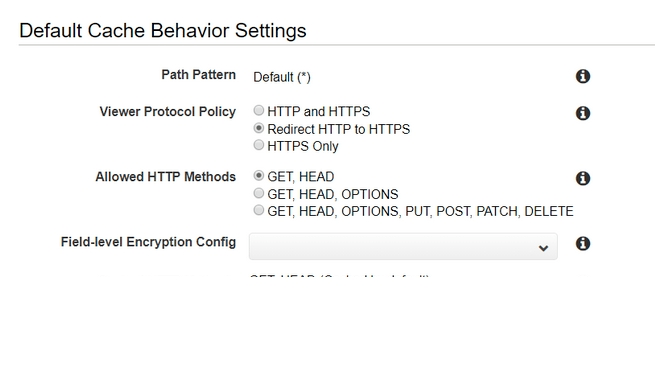 Default Cache Behavior Settings
Path Pattern Default (*)
Viewer Protocol Policy HTTP and HTTPS
Redirect HTTP to HTTPS
HTTPS Only
Allowed HTTP Methods GET, HEAD
GET, HEAD, OPTIONS
GET, HEAD, OPTIONS, PUT, POST, PATCH, DELETE
Field-level Encryption Config